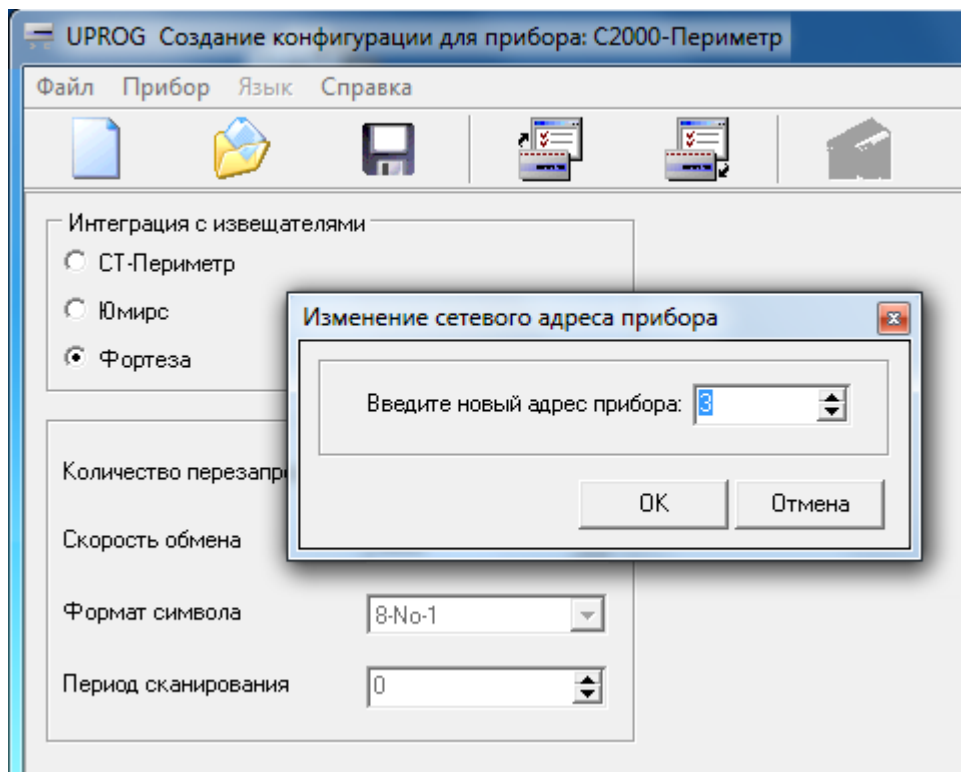 UPROG Создание конфигурации для прибора: С2000-Периметр
Файл Прибор Язык Справка
Интеграция с извещателями
СТ-Периметр
Юмирс
Фортеза
Изменение сетевого адреса прибора
Введите новый адрес прибора: 3
OK Отмена
Количество перезапр
Скорость обмена
Формат символа 8-No-1
Период сканирования 0